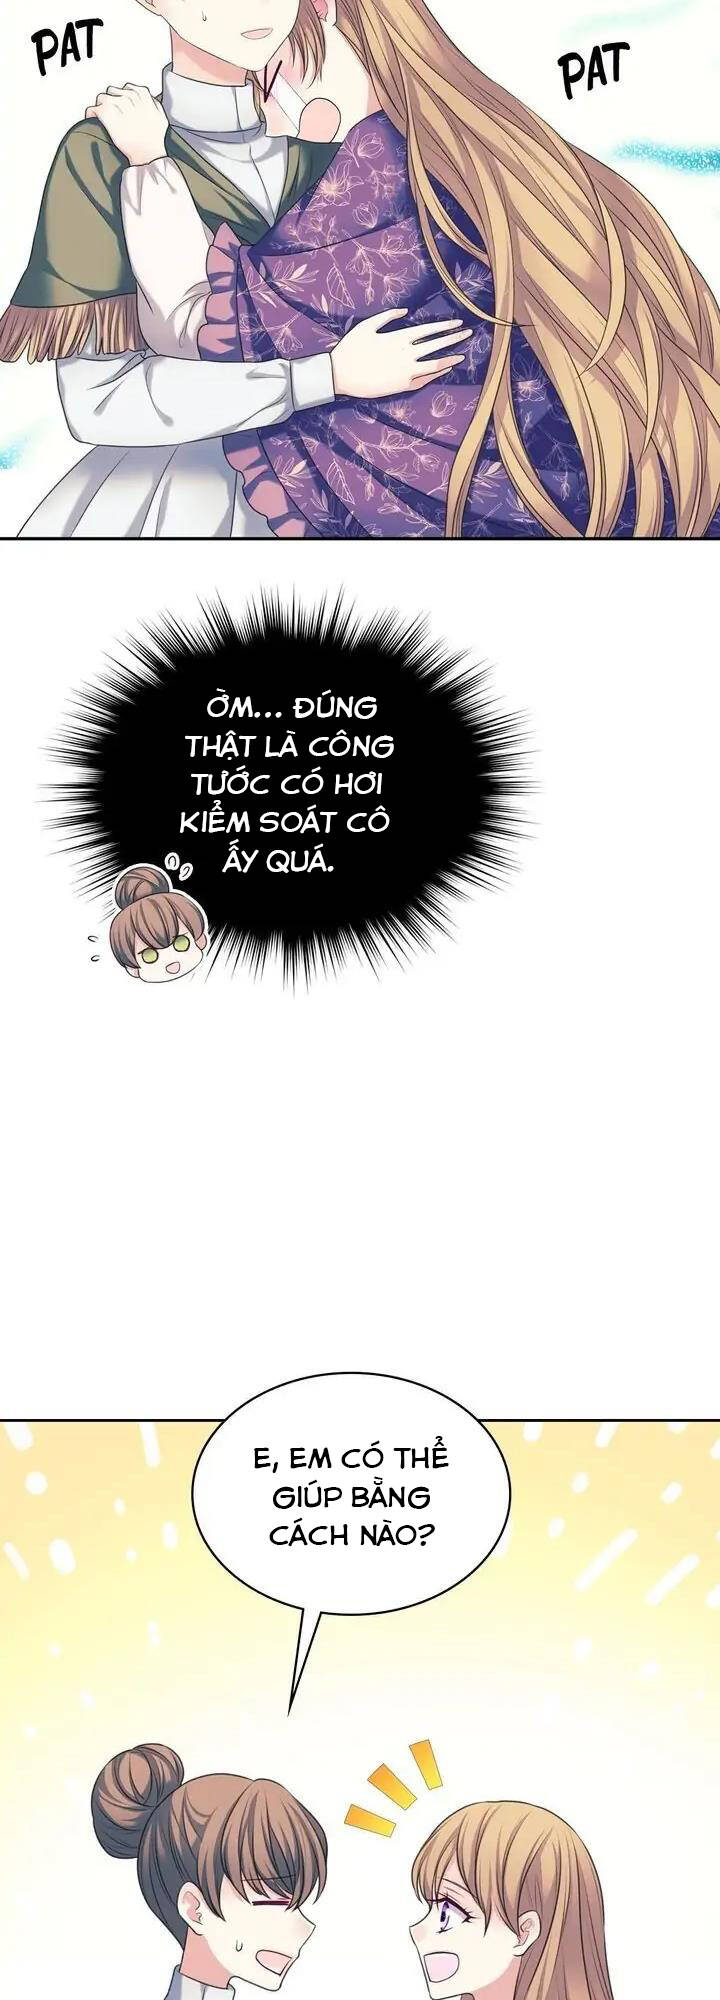 PAT
PAT
ỜM... ĐÚNG
THẬT LÀ CÔNG
TƯỚC CÓ HƠI
KIỂM SOÁT CÔ
ẤY QUÁ.
E, EM CÓ THỂ
GIÚP BẰNG
CÁCH NÀO?